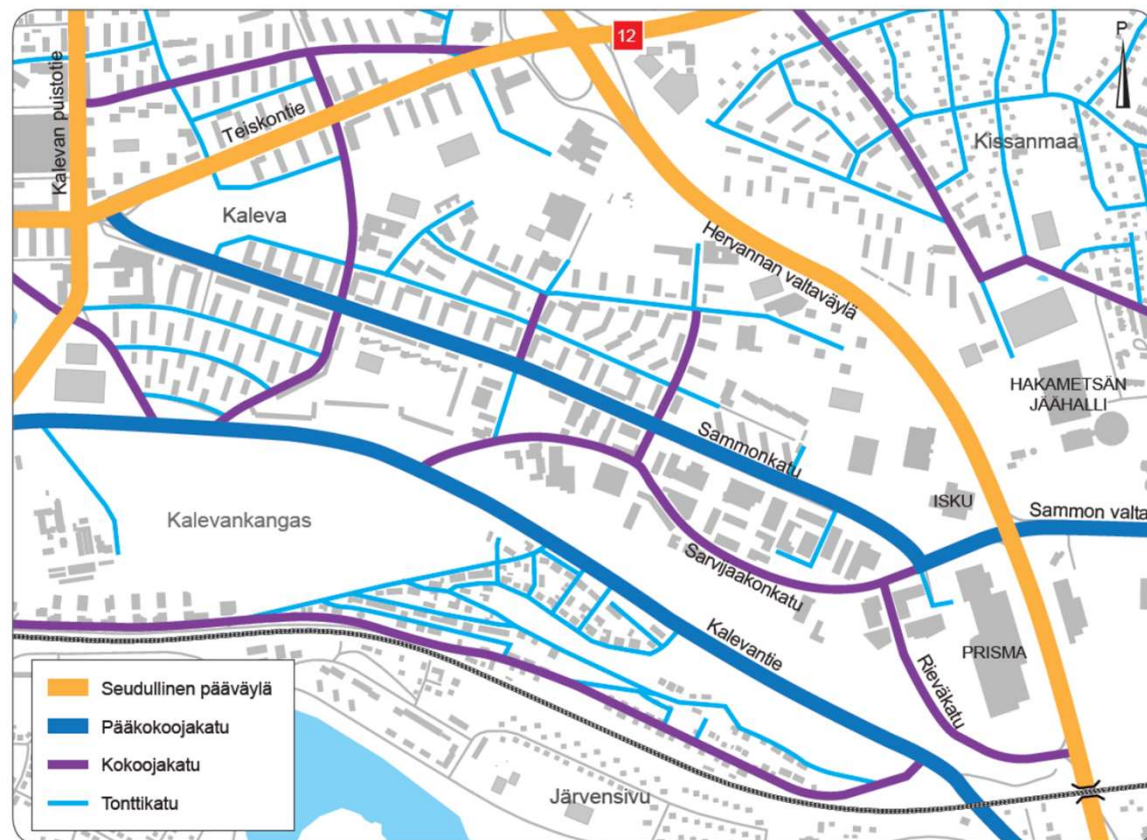 12
P
Kalevan puistotie
Teiskontie
Kissanmaa
Kaleva
Hervannan valtaväylä
HAKAMETSÄN
JÄÄHALLI
Sammonkatu
ISKU
Sammon valta
Kalevankangas
Sarvijaakonkatu
Kalevantie
PRISMA
Rieväkatu
Järvensivu
Seudullinen pääväylä
Pääkokoojakatu
Kokoojakatu
Tonttikatu